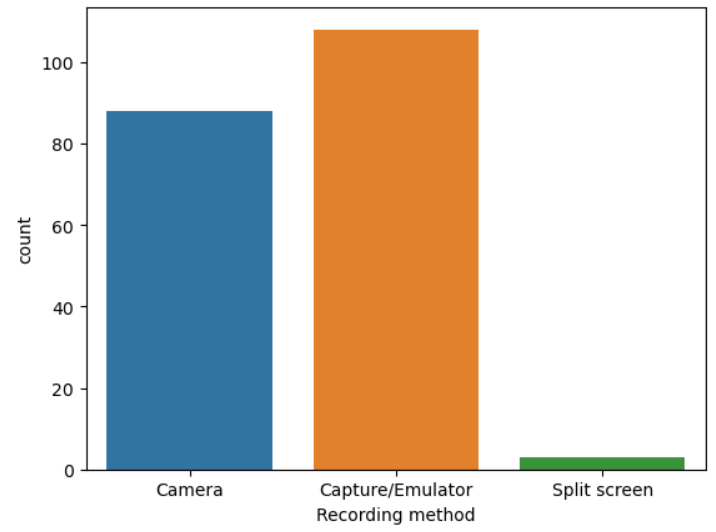 100
80
60
40
20
0
count
Camera
Capture/Emulator
Split screen
Recording method